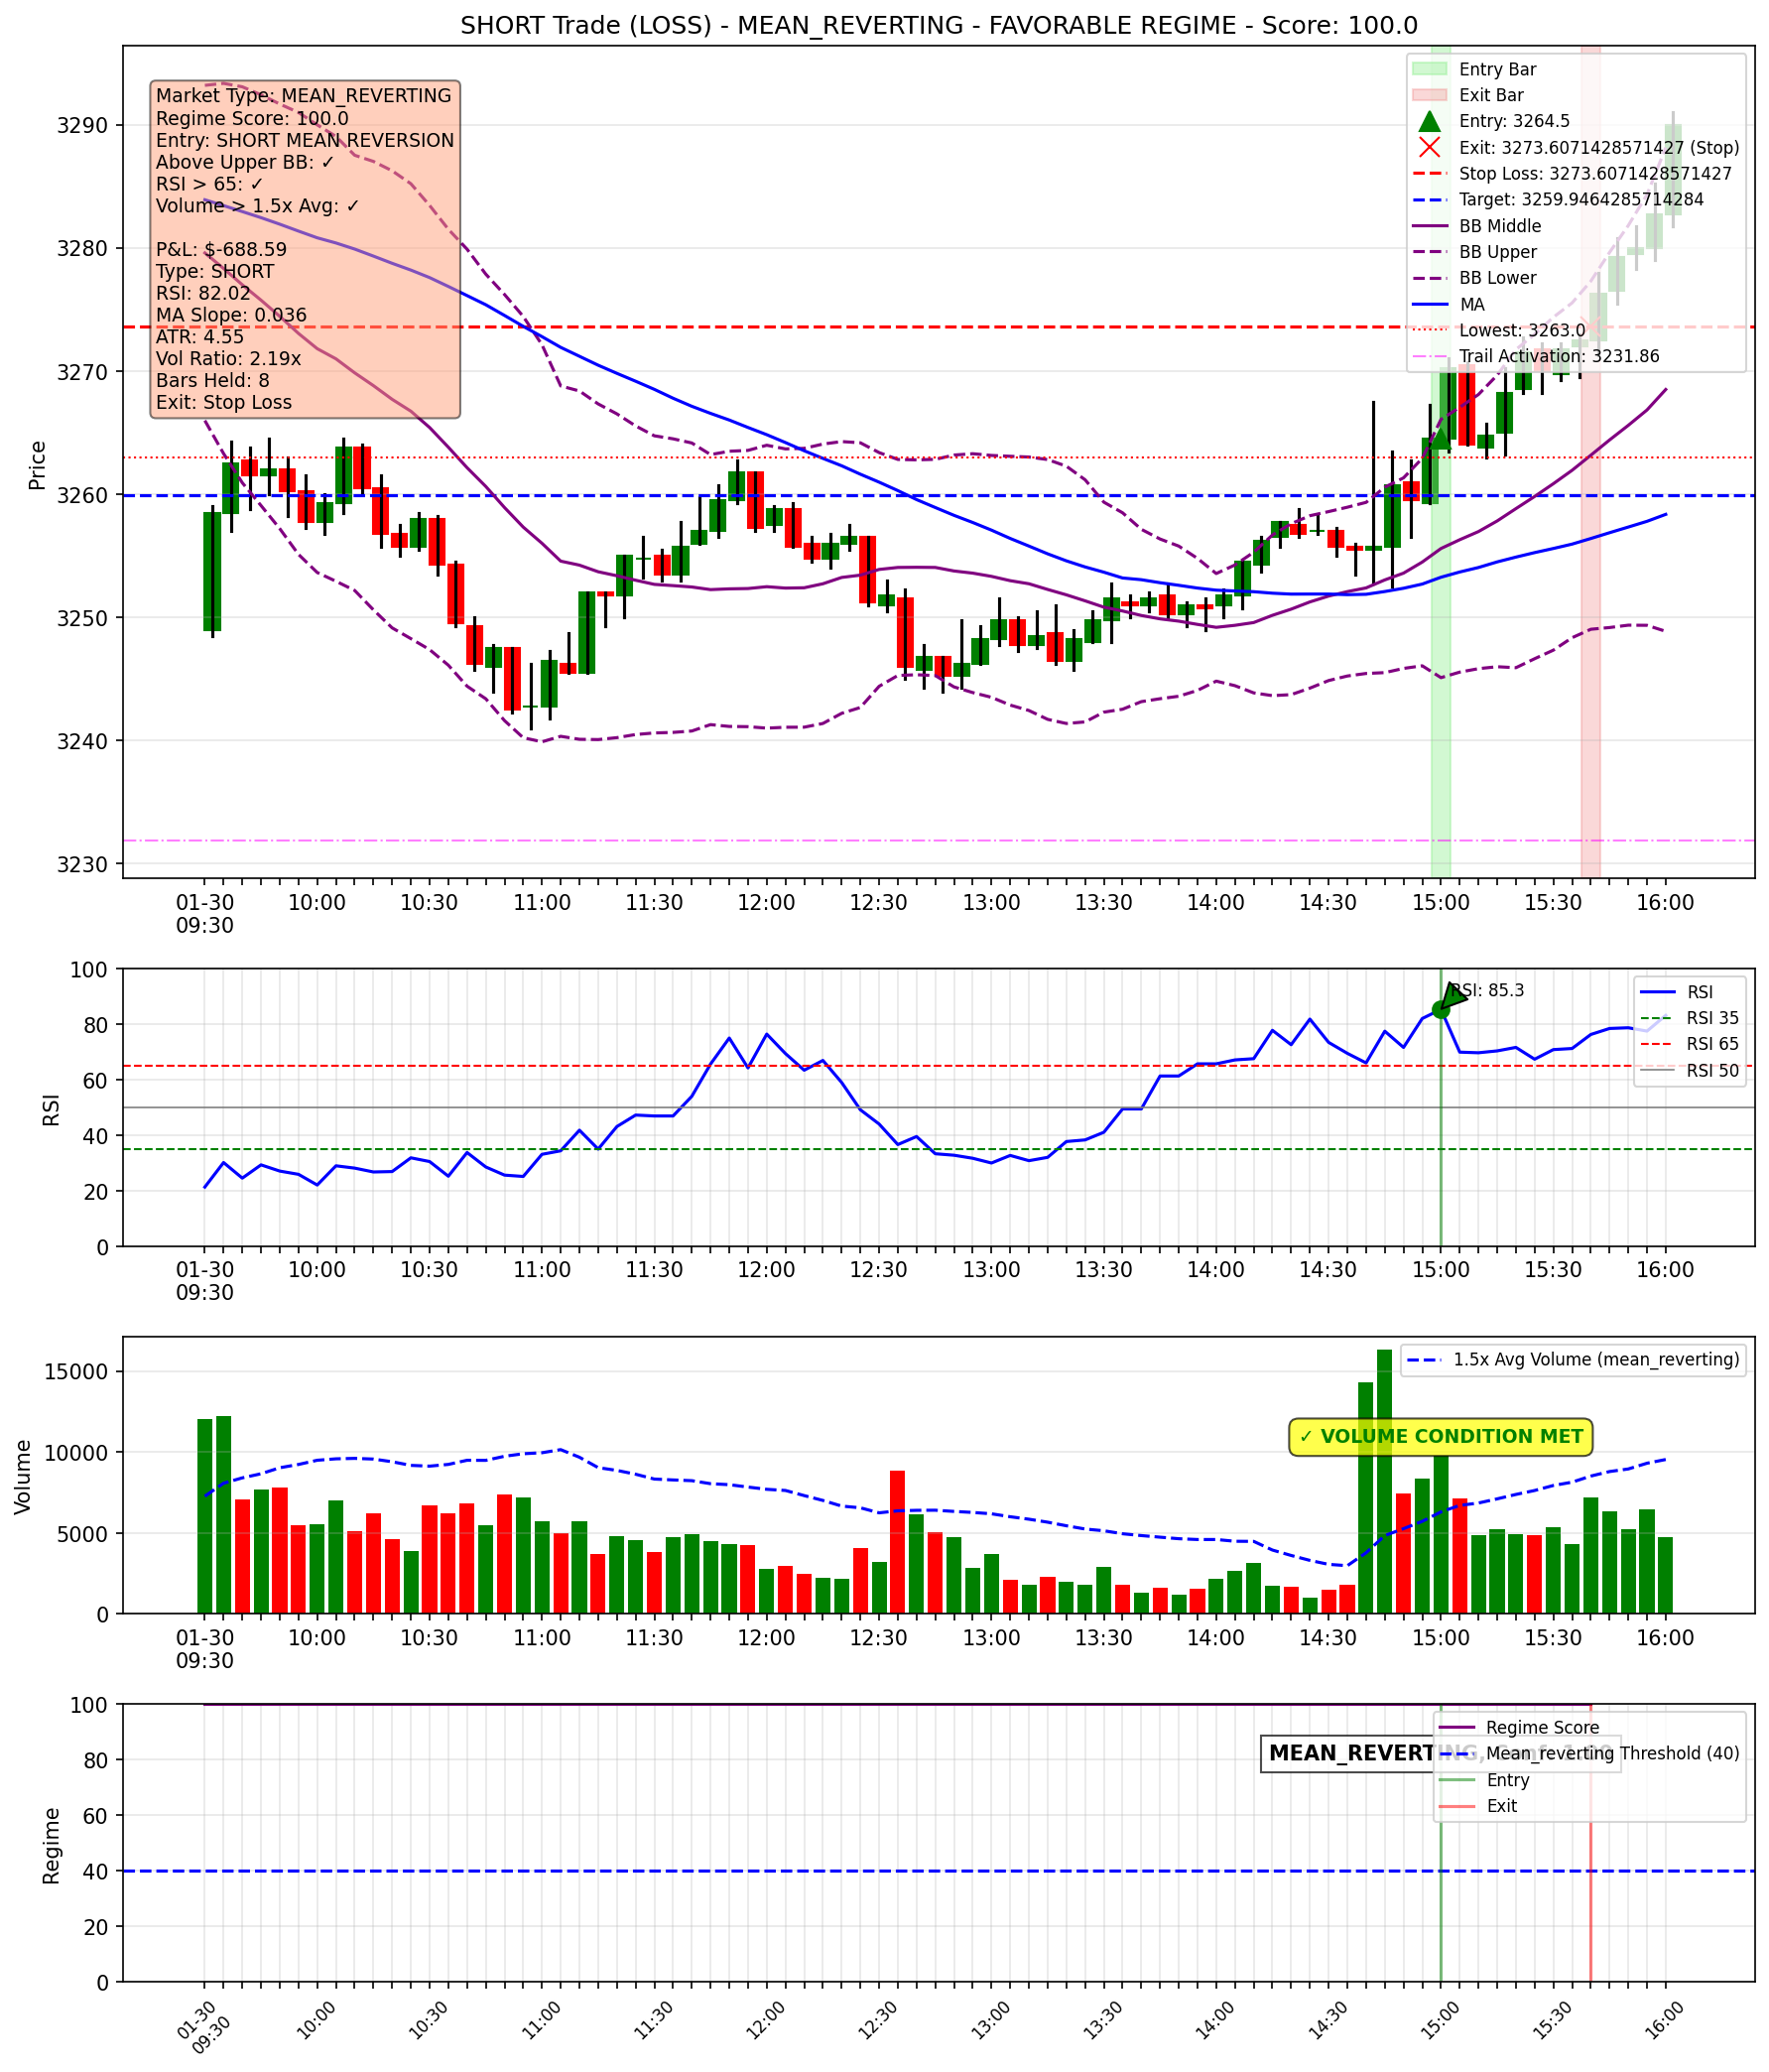 SHORT Trade (LOSS) - MEAN_REVERTING - FAVORABLE REGIME - Score: 100.0
Market Type: MEAN_REVERTING
Regime Score: 100.0
Entry: SHORT MEAN REVERSION
Above Upper BB: ✓
RSI > 65: ✓
Volume > 1.5x Avg: ✓
P&L: $-688.59
Type: SHORT
RSI: 82.02
MA Slope: 0.036
ATR: 4.55
Vol Ratio: 2.19x
Bars Held: 8
Exit: Stop Loss
Entry Bar
Exit Bar
Entry: 3264.5
Exit: 3273.6071428571427 (Stop)
Stop Loss: 3273.6071428571427
Target: 3259.9464285714284
BB Middle
BB Upper
BB Lower
MA
Lowest: 3263.0
Trail Activation: 3231.86
Price
3290
3280
3270
3260
3250
3240
3230
01-30
09:30 10:00 10:30 11:00 11:30 12:00 12:30 13:00 13:30 14:00 14:30 15:00 15:30 16:00
RSI
100
80
60
40
20
0
RSI: 85.3
RSI
RSI 35
RSI 65
RSI 50
01-30
09:30 10:00 10:30 11:00 11:30 12:00 12:30 13:00 13:30 14:00 14:30 15:00 15:30 16:00
Volume
15000
10000
5000
0
1.5x Avg Volume (mean_reverting)
✓ VOLUME CONDITION MET
01-30
09:30 10:00 10:30 11:00 11:30 12:00 12:30 13:00 13:30 14:00 14:30 15:00 15:30 16:00
Regime
100
80
60
40
20
0
MEAN_REVERTING,
Regime Score
Mean_reverting Threshold (40)
Entry
Exit
01-30
09:30 10:00 10:30 11:00 11:30 12:00 12:30 13:00 13:30 14:00 14:30 15:00 15:30 16:00